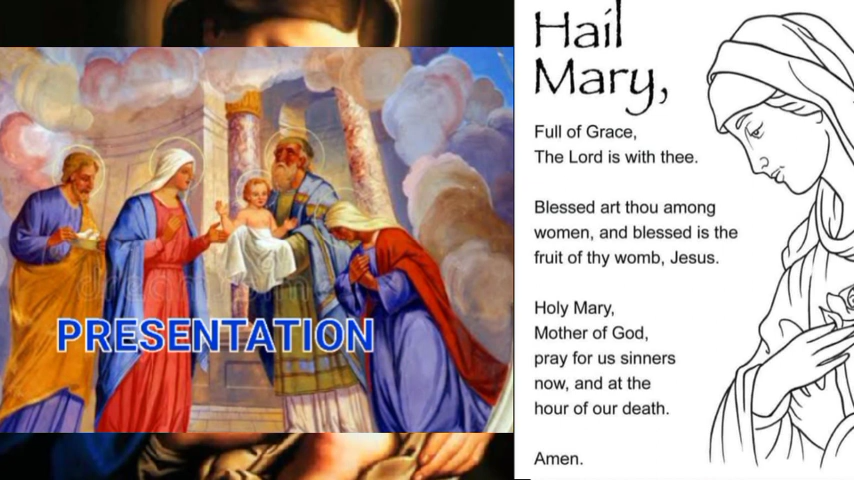 PRESENTATION
Hail
Mary,
Full of Grace,
The Lord is with thee.
Blessed art thou among
women, and blessed is the
fruit of thy womb, Jesus.
Holy Mary,
Mother of God,
pray for us sinners
now, and at the
hour of our death.
Amen.